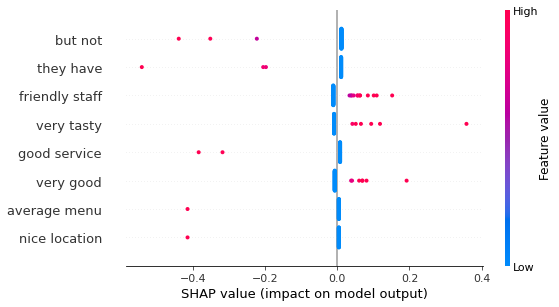 High
but not
they have
friendly staff
very tasty
good service
very good
average menu
nice location
Feature value
Low
−0.4 −0.2 0.0 0.2 0.4
SHAP value (impact on model output)